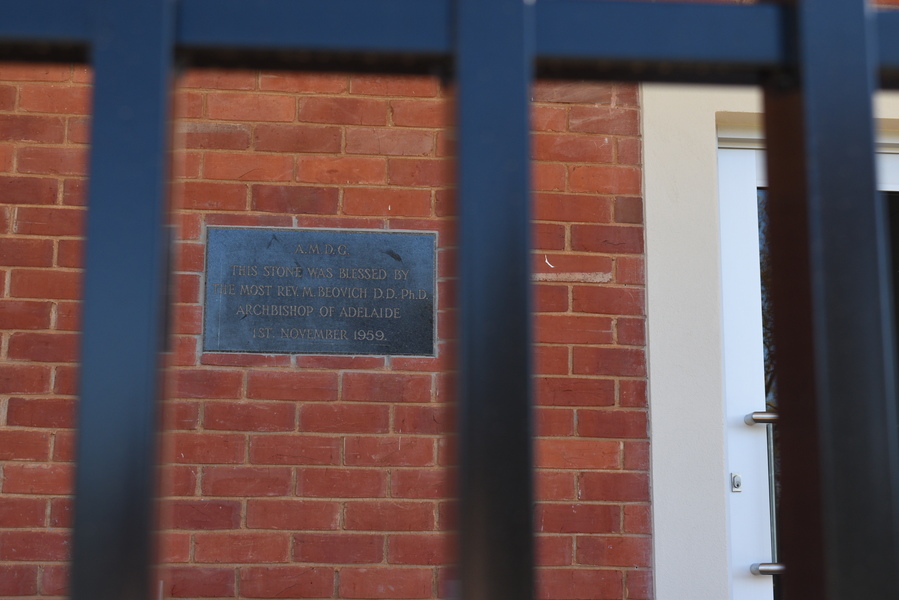 A.M.D.G.
THIS STONE WAS BLESSED BY
THE MOST REV. M. BEOVICH D.D. Ph.D.
ARCHBISHOP OF ADELAIDE
1ST. NOVEMBER 1959.